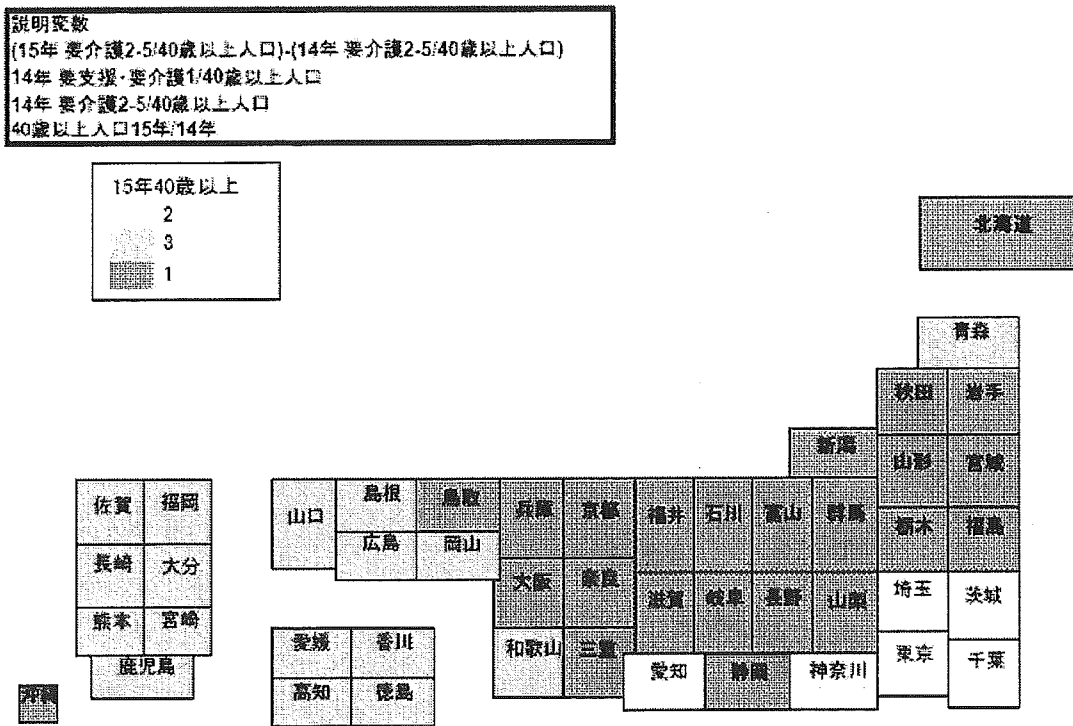 説明変数
(15年 要介護2-5/40歳以上人口)-(14年 要介護2-5/40歳以上人口)
14年 要支援・要介護1/40歳以上人口
14年 要介護2-5/40歳以上人口
40歳以上人口15年/14年
15年40歳以上
2
3
1
北海道
青森
秋田 岩手
新潟
山形 宮城
佐賀 福岡
山口
島根 鳥取
兵庫 京都
福井 石川 富山 群馬
栃木 福島
広島 岡山
長崎 大分
大阪 奈良
滋賀 岐阜 長野 山梨
埼玉 茨城
熊本 宮崎
愛媛 香川
和歌山 三重
愛知 静岡 神奈川
東京 千葉
鹿児島
高知 徳島
沖縄